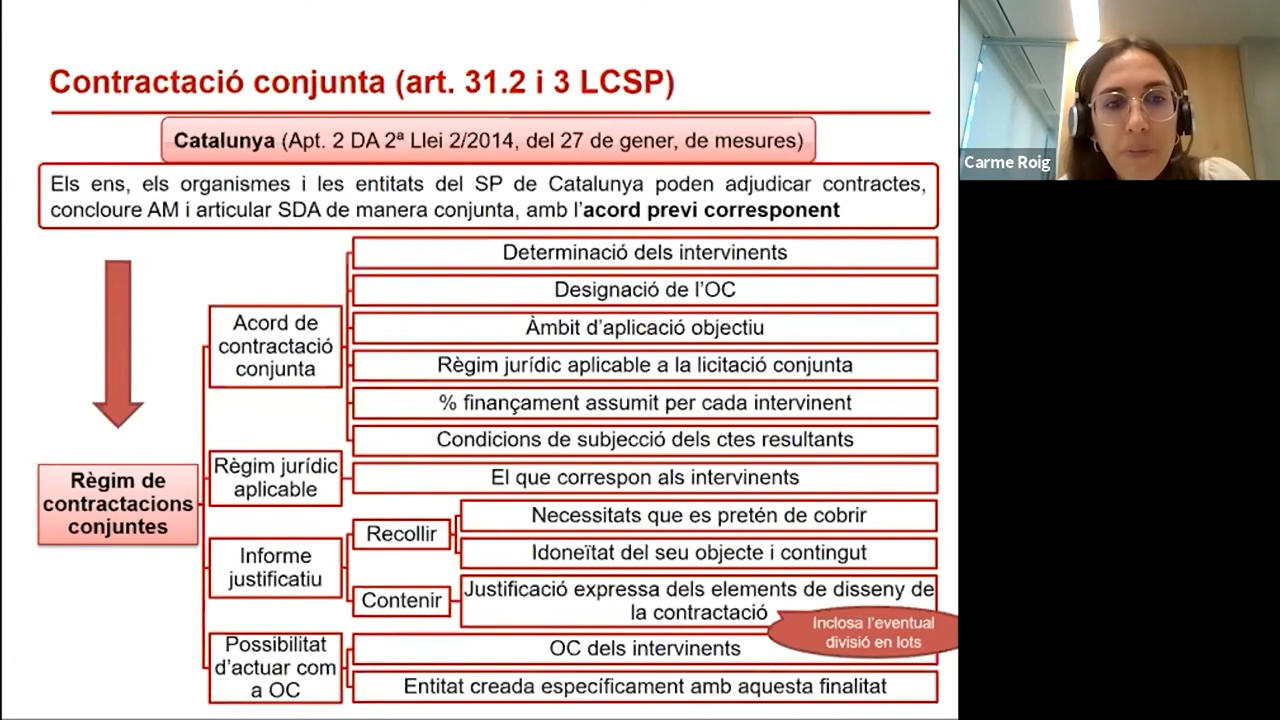 Contractació conjunta (art. 31.2 i 3 LCSP)
Catalunya (Apt. 2 DA 2ª Llei 2/2014, del 27 de gener, de mesures)
Els ens, els organismes i les entitats del SP de Catalunya poden adjudicar contractes,
concloure AM i articular SDA de manera conjunta, amb l'acord previ corresponent
Règim de
contractacions
conjuntes
Acord de
contractació
conjunta
Determinació dels intervinents
Designació de l'OC
Àmbit d'aplicació objectiu
Règim jurídic aplicable a la licitació conjunta
% finançament assumit per cada intervinent
Condicions de subjecció dels ctes resultants
Règim jurídic
aplicable
El que correspon als intervinents
Informe
justificatiu
Recollir
Necessitats que es pretén de cobrir
Idoneïtat del seu objecte i contingut
Contenir
Justificació expressa dels elements de disseny de
la contractació
Inclosa l'eventual
divisió en lots
Possibilitat
d'actuar com
a OC
OC dels intervinents
Entitat creada específicament amb aquesta finalitat
Carme Roig